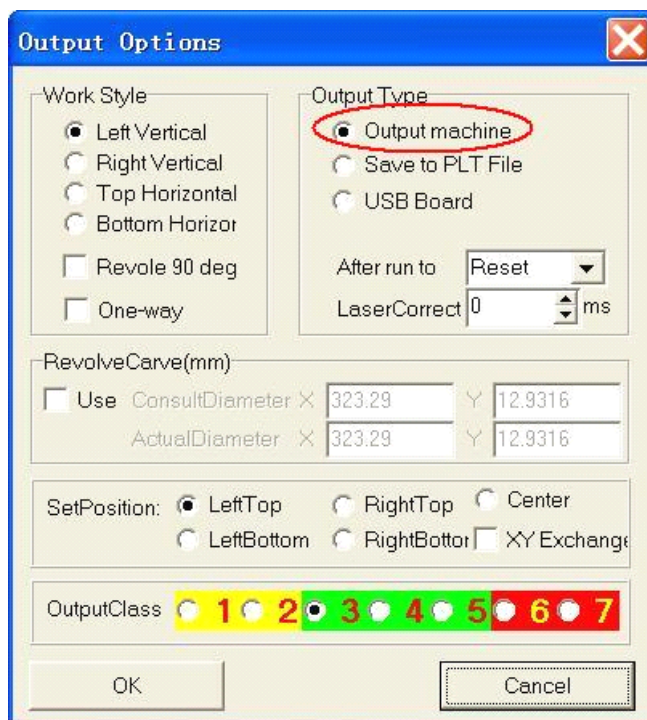 Output Options
Work Style
Left Vertical
Right Vertical
Top Horizontal
Bottom Horizor
Revole 90 deg
One-way
Output Type
Output machine
Save to PLT File
USB Board
After run to Reset
LaserCorrect 0 ms
RevolveCarve(mm)
Use ConsultDiameter X 323.29 Y 12.9316
ActualDiameter X 323.29 Y 12.9316
SetPosition: LeftTop RightTop Center
LeftBottom RightBottor XY Exchange
OutputClass 1 2 3 4 5 6 7
OK Cancel